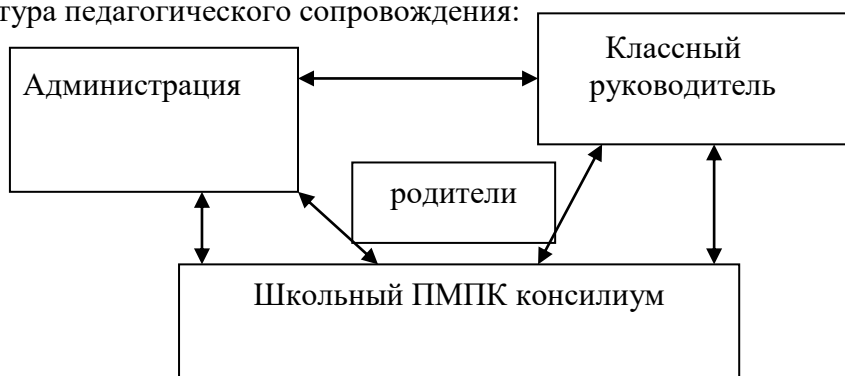 тура педагогического сопровождения:
Администрация
Классный
руководитель
родители
Школьный ПМПК консилиум